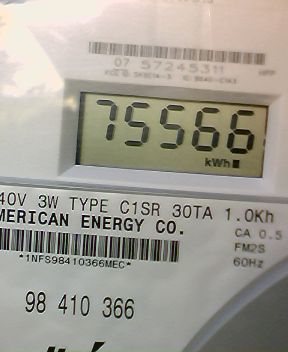 07 57245311
75566
kWh
40V 3W TYPE C1SR 30TA 1.0Kh
MERICAN ENERGY CO.
CA 0.5
FM2S
60Hz
*1NFS98410366MEC*
98 410 366